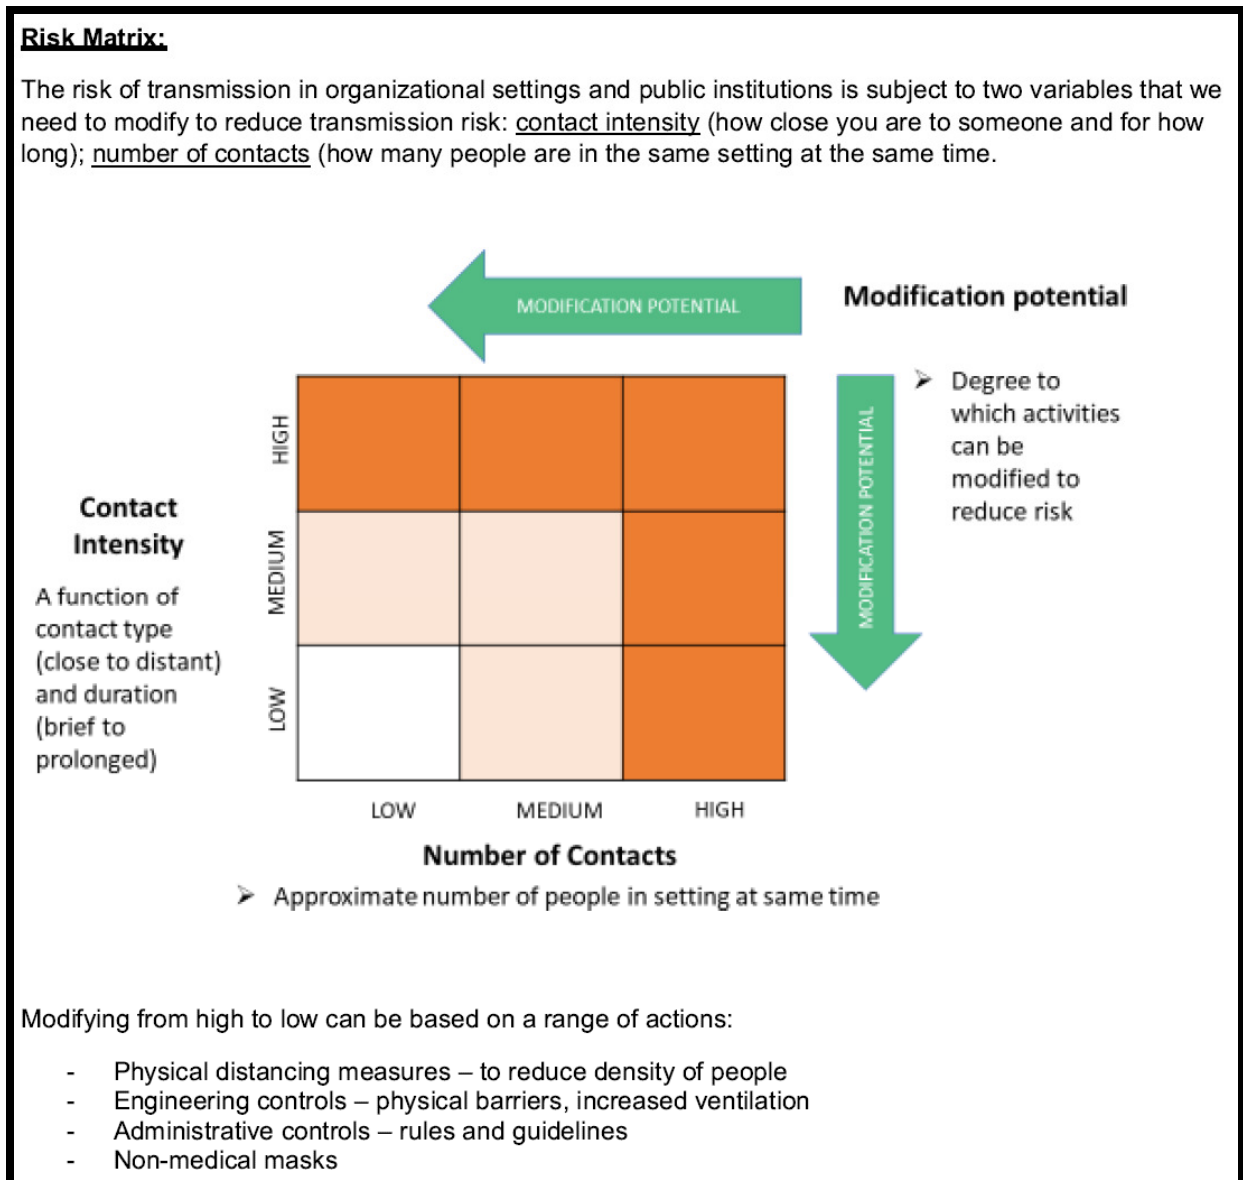 Risk Matrix:
The risk of transmission in organizational settings and public institutions is subject to two variables that we
need to modify to reduce transmission risk: contact intensity (how close you are to someone and for how
long); number of contacts (how many people are in the same setting at the same time.
MODIFICATION POTENTIAL
Modification potential
➢ Degree to
which activities
can be
modified to
reduce risk
MODIFICATION POTENTIAL
Contact
Intensity
A function of
contact type
(close to distant)
and duration
(brief to
prolonged)
HIGH
MEDIUM
LOW
LOW MEDIUM HIGH
Number of Contacts
➢ Approximate number of people in setting at same time
Modifying from high to low can be based on a range of actions:
- Physical distancing measures – to reduce density of people
- Engineering controls – physical barriers, increased ventilation
- Administrative controls – rules and guidelines
- Non-medical masks